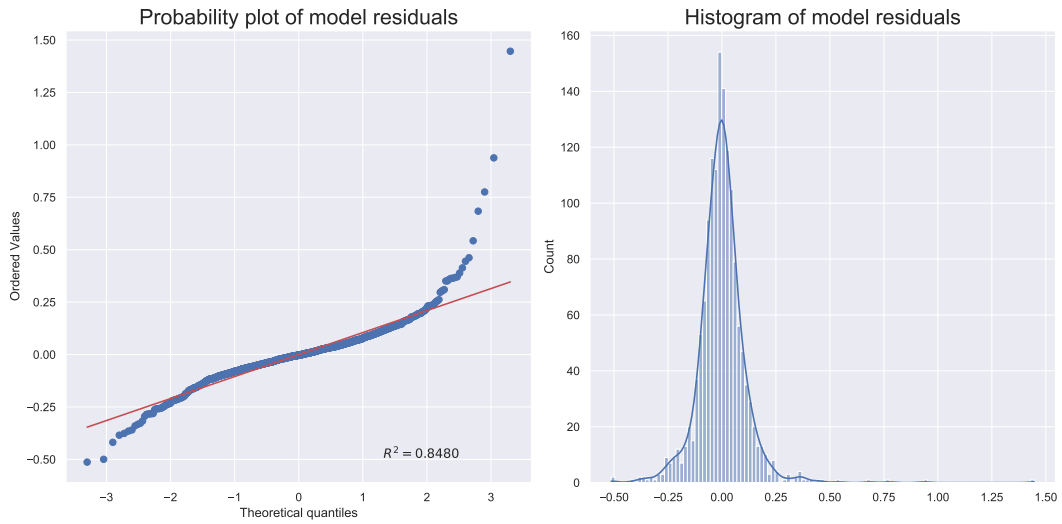 Probability plot of model residuals
1.50
1.25
1.00
0.75
0.50
0.25
0.00
−0.25
−0.50
Ordered Values
R² = 0.8480
−3 −2 −1 0 1 2 3
Theoretical quantiles
Histogram of model residuals
160
140
120
100
80
60
40
20
0
Count
−0.50 −0.25 0.00 0.25 0.50 0.75 1.00 1.25 1.50